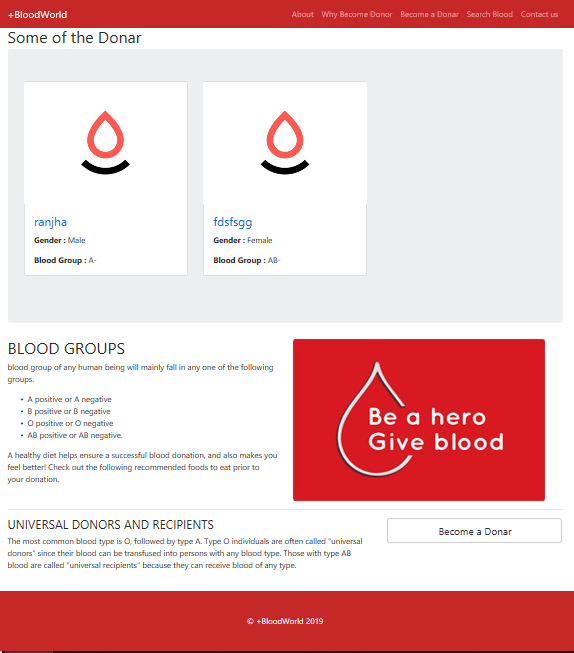 +BloodWorld About Why Become Donor Become a Donar Search Blood Contact us
Some of the Donar
ranjha
Gender : Male
Blood Group : A-
fdsfsgg
Gender : Female
Blood Group : AB-
BLOOD GROUPS
blood group of any human being will mainly fall in any one of the following
groups.
• A positive or A negative
• B positive or B negative
• O positive or O negative
• AB positive or AB negative.
A healthy diet helps ensure a successful blood donation, and also makes you
feel better! Check out the following recommended foods to eat prior to
your donation.
Be a hero
Give blood
UNIVERSAL DONORS AND RECIPIENTS
The most common blood type is O, followed by type A. Type O individuals are often called "universal
donors" since their blood can be transfused into persons with any blood type. Those with type AB
blood are called "universal recipients" because they can receive blood of any type.
Become a Donar
© +BloodWorld 2019